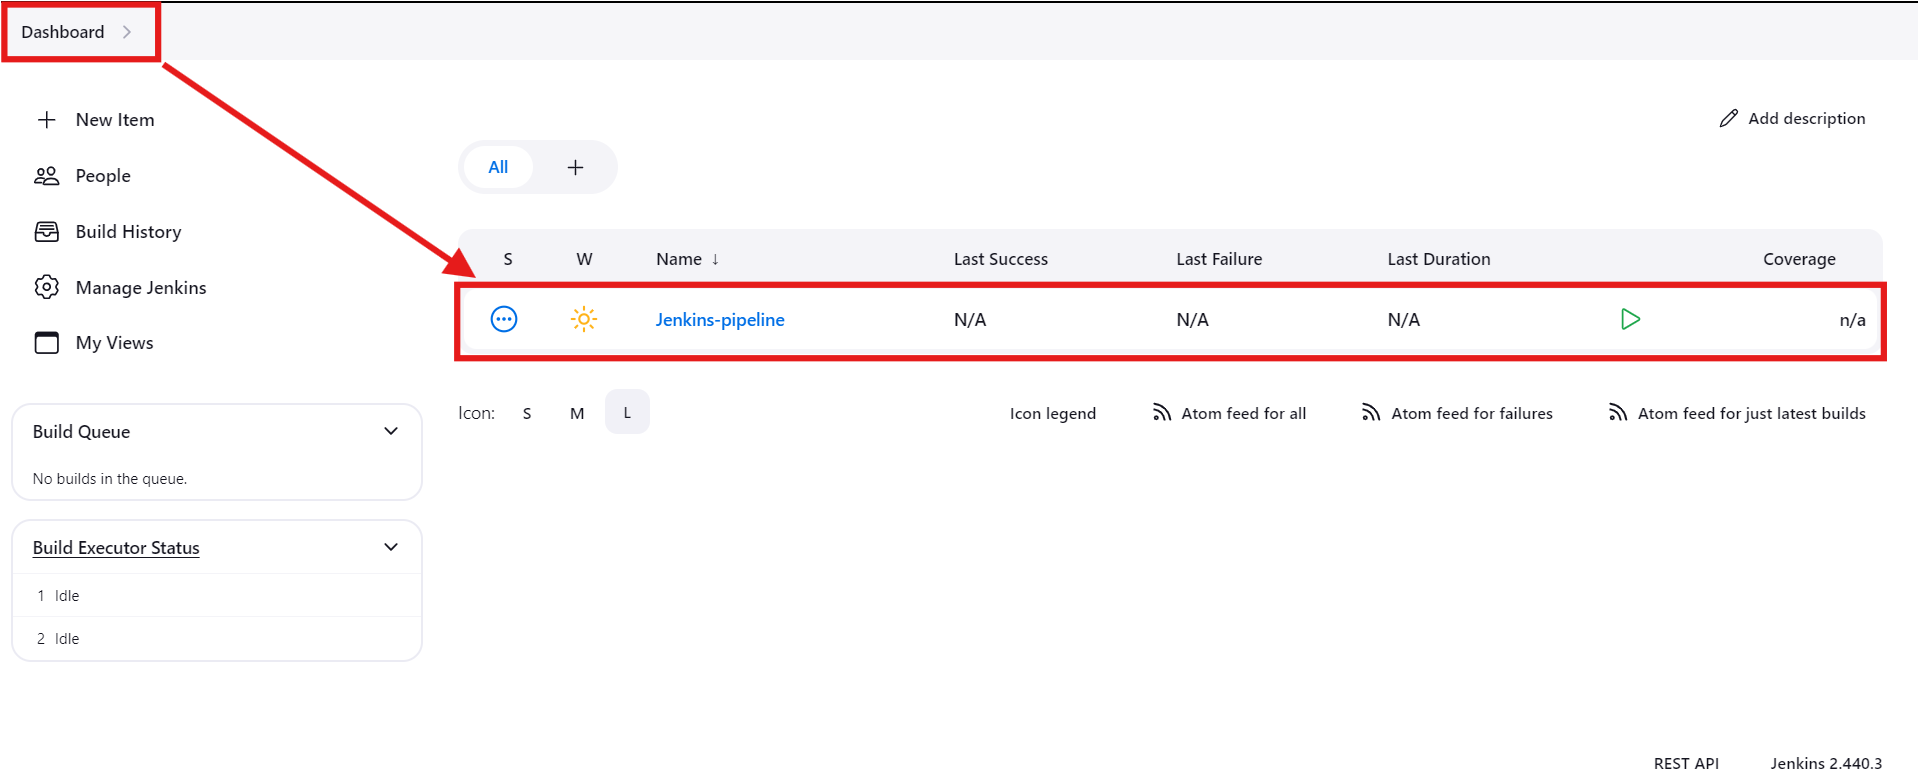 Dashboard
New Item
People
Build History
Manage Jenkins
My Views
Build Queue
No builds in the queue.
Build Executor Status
1 Idle
2 Idle
Add description
All
S W Name ↓ Last Success Last Failure Last Duration Coverage
Jenkins-pipeline N/A N/A N/A n/a
Icon: S M L Icon legend Atom feed for all Atom feed for failures Atom feed for just latest builds
REST API Jenkins 2.440.3